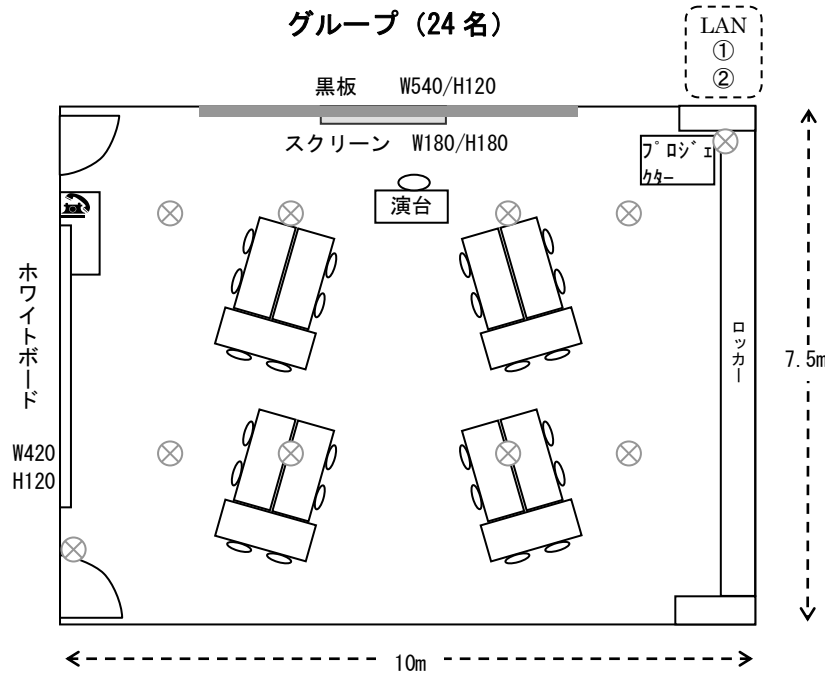 グループ（24 名）
LAN
①
②
黒板 W540/H120
スクリーン W180/H180
ﾌﾟﾛｼﾞｪ
ｸﾀｰ
演台
ホワイトボード
W420
H120
ロッカー
7.5m
10m